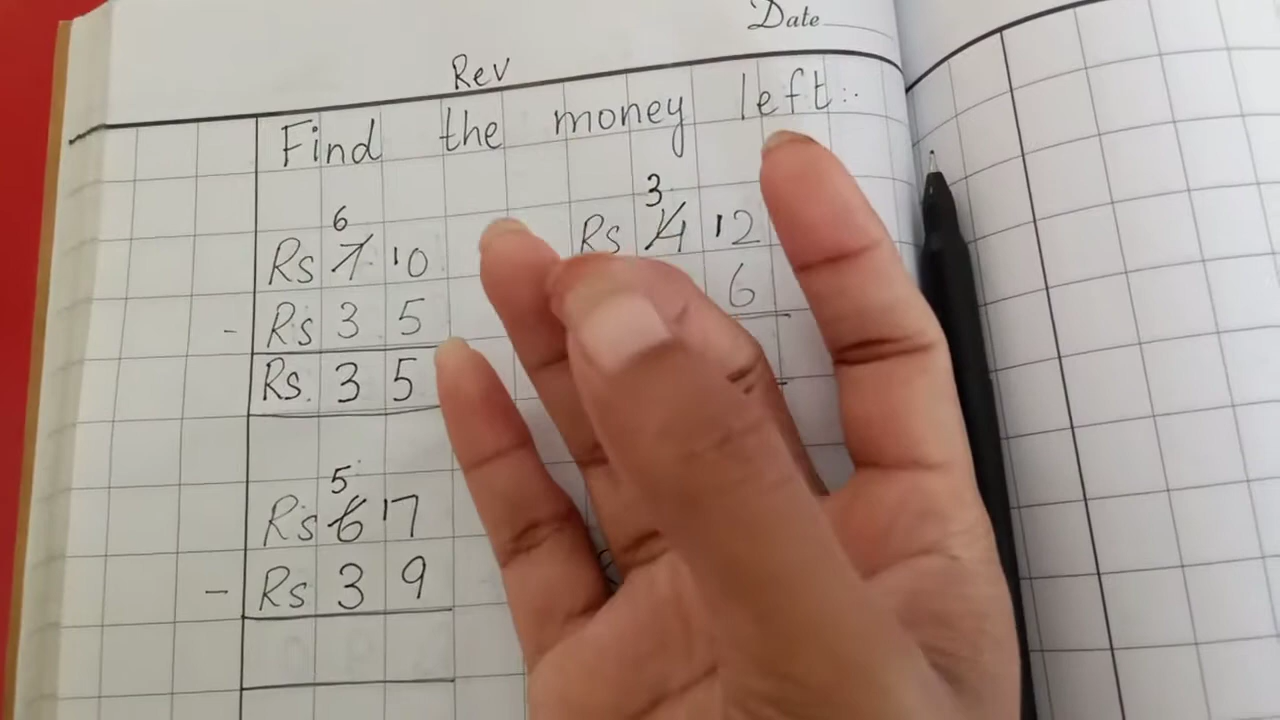 Date
Rev
Find the money left:.
6 3
Rs 7 10 Rs 4 12
- Rs 3 5 6
Rs. 3 5
5
Rs 6 17
- Rs 3 9